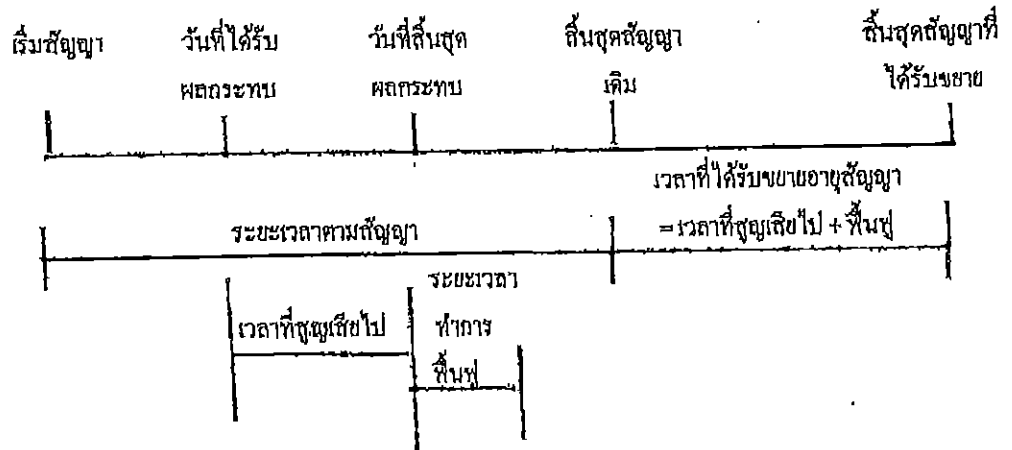 เริ่มสัญญา วันที่ได้รับ วันที่สิ้นสุด สิ้นสุดสัญญา สิ้นสุดสัญญาที่
ผลกระทบ ผลกระทบ เดิม ได้รับขยาย
เวลาที่ได้รับขยายอายุสัญญา
ระยะเวลาตามสัญญา =เวลาที่สูญเสียไป + ฟื้นฟู
ระยะเวลา
เวลาที่สูญเสียไป ทำการ
ฟื้นฟู